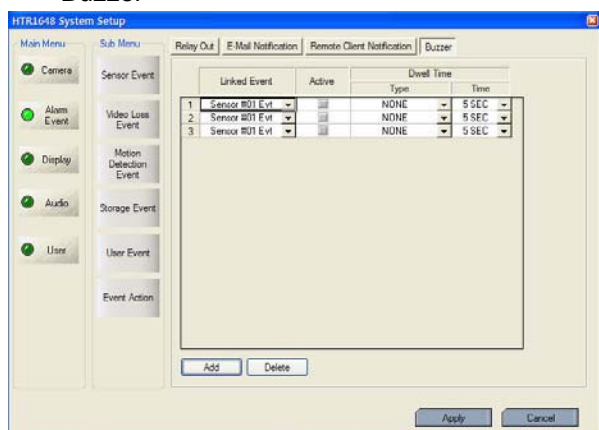 Buzzer
HTR1648 System Setup
Main Menu
Sub Menu
Camera
Alarm
Event
Display
Audio
User
Sensor Event
Video Loss
Event
Motion
Detection
Event
Storage Event
User Event
Event Action
Relay Out
E-Mail Notification
Remote Client Notification
Buzzer
Linked Event
Active
Dwell Time
Type
Time
1 Sensor #01 Evt NONE 5 SEC
2 Sensor #01 Evt NONE 5 SEC
3 Sensor #01 Evt NONE 5 SEC
Add
Delete
Apply
Cancel